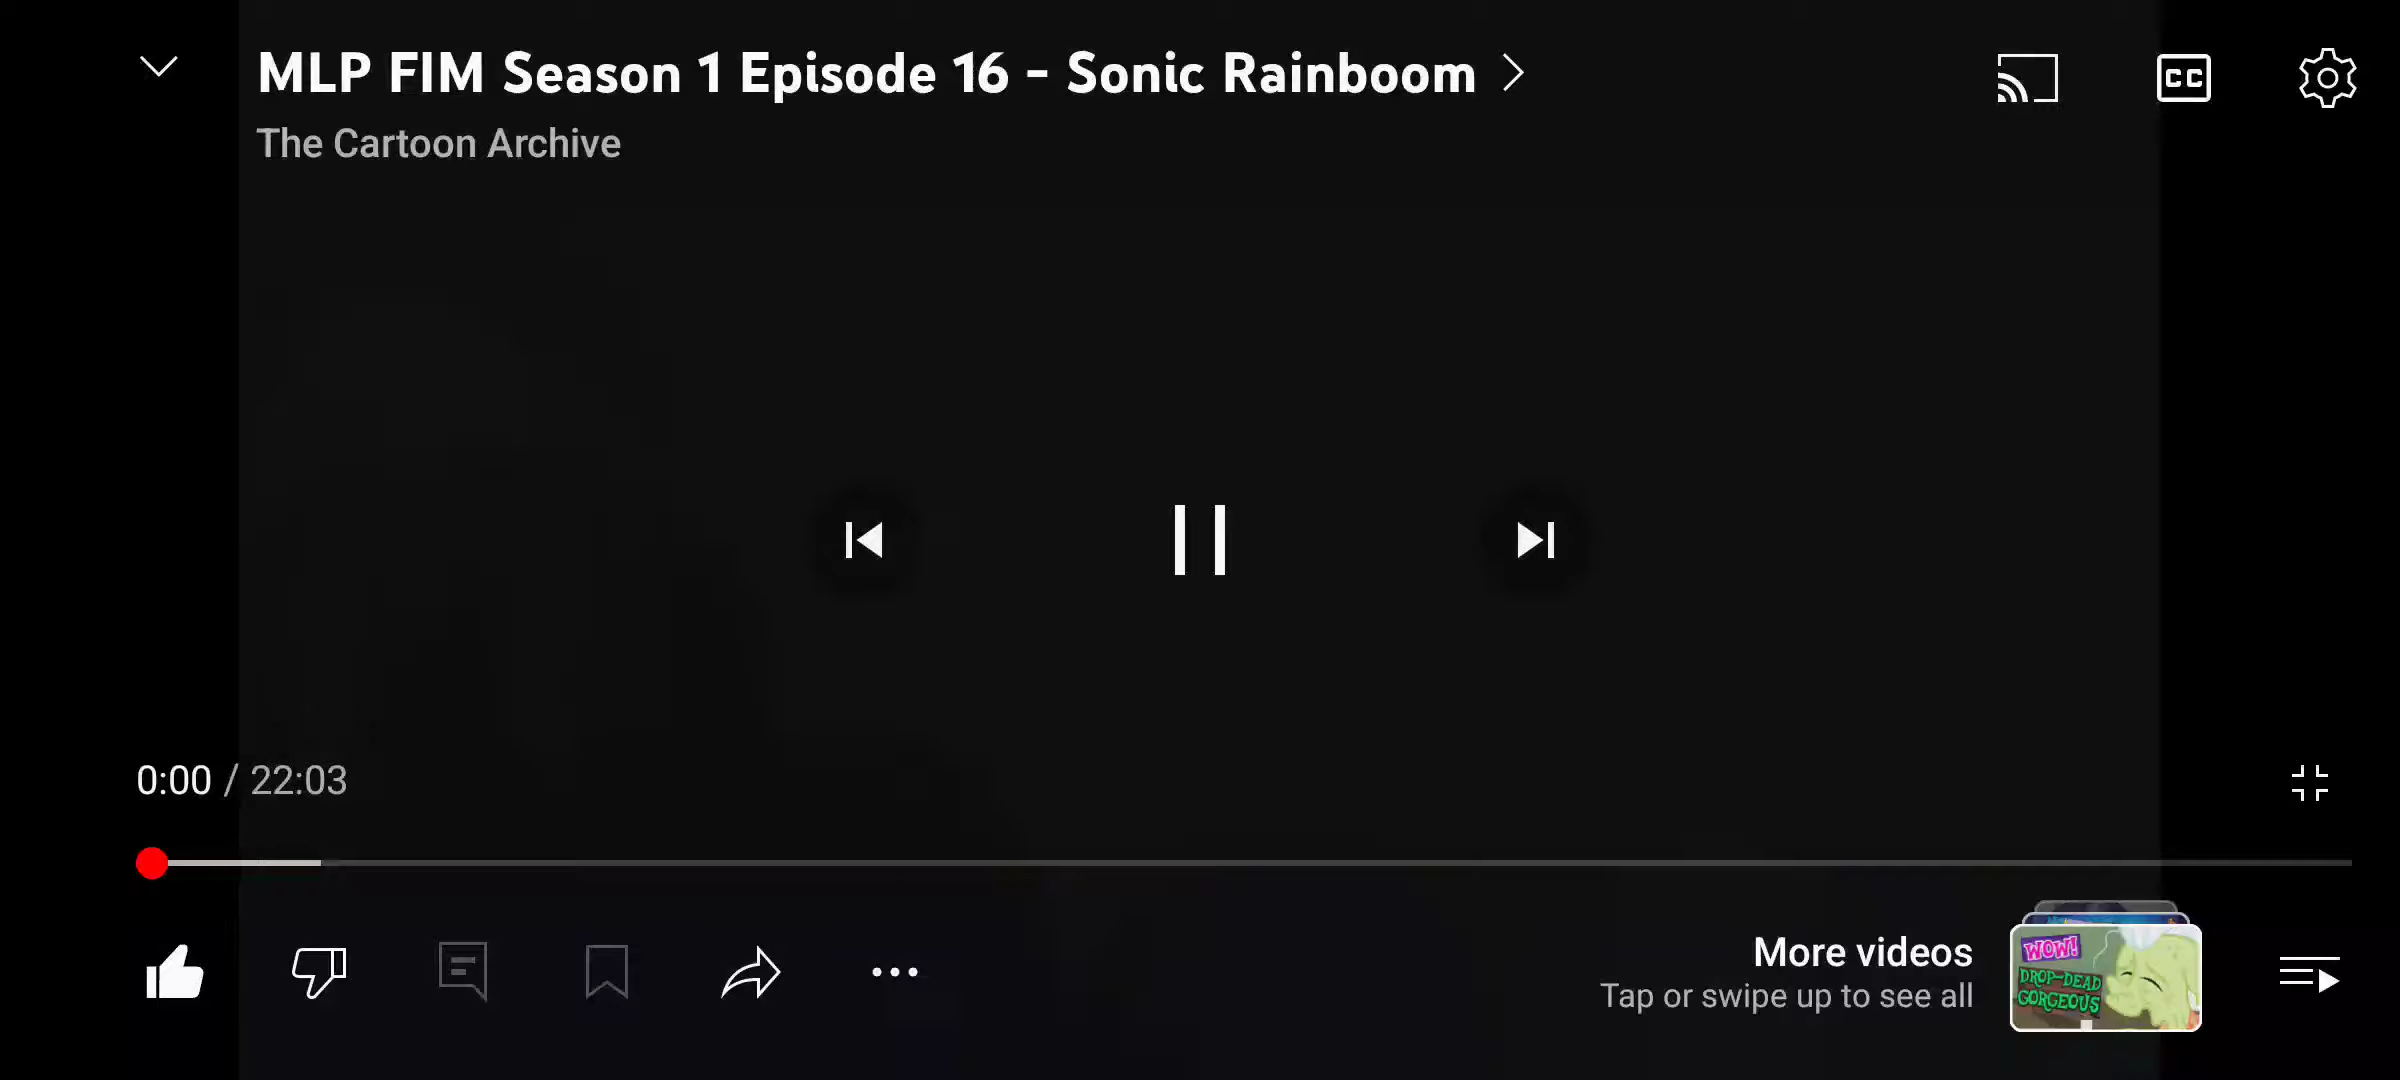 MLP FIM Season 1 Episode 16 - Sonic Rainboom
The Cartoon Archive
CC
0:00 / 22:03
More videos
Tap or swipe up to see all
WOW!
DROP-DEAD
GORGEOUS